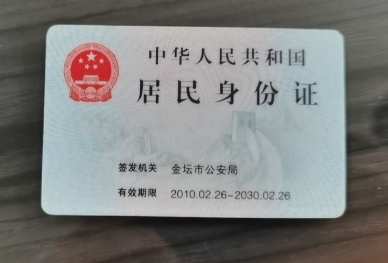 中华人民共和国
居民身份证
签发机关 金坛市公安局
有效期限 2010.02.26-2030.02.26